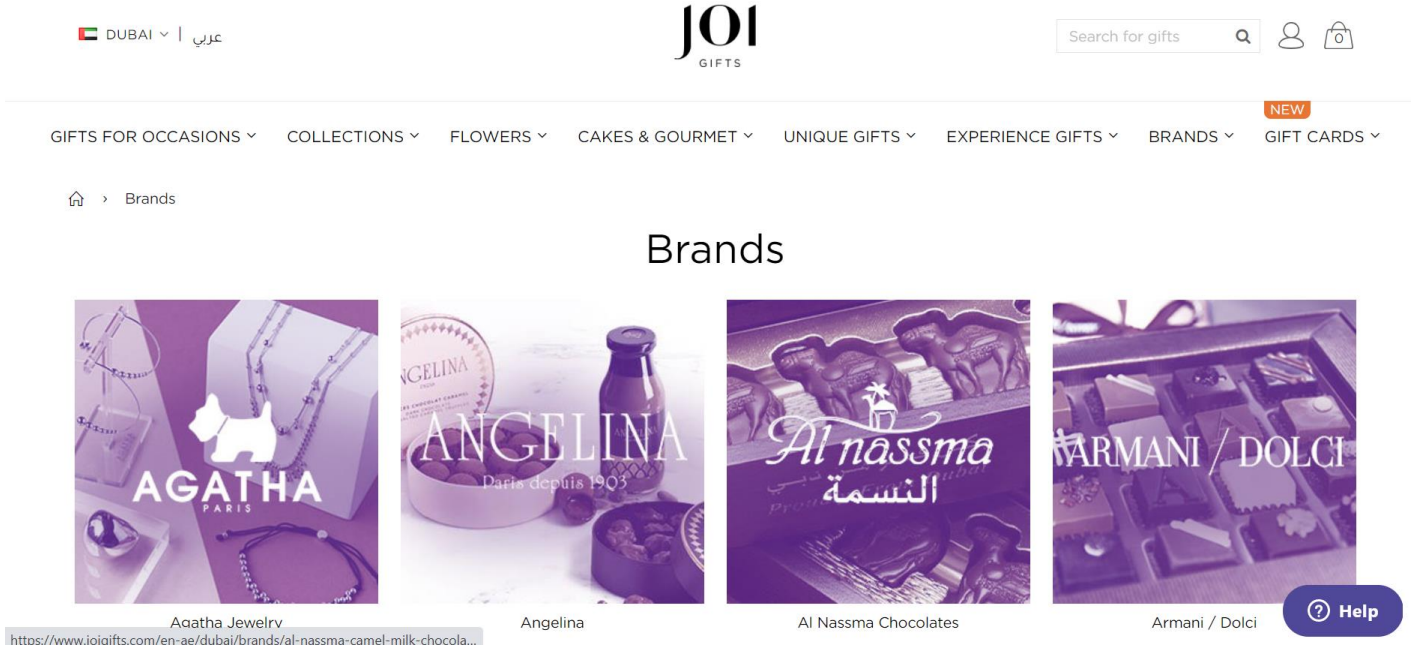 DUBAI
عربي
JOI
GIFTS
Search for gifts
0
GIFTS FOR OCCASIONS
COLLECTIONS
FLOWERS
CAKES & GOURMET
UNIQUE GIFTS
EXPERIENCE GIFTS
BRANDS
NEW
GIFT CARDS
Brands
Brands
AGATHA
PARIS
ANGELINA
Paris depuis 1903
Al nassma
النسمة
ARMANI / DOLCI
Agatha Jewelry
Angelina
Al Nassma Chocolates
Armani / Dolci
? Help
https://www.joigifts.com/en-ae/dubai/brands/al-nassma-camel-milk-chocola...